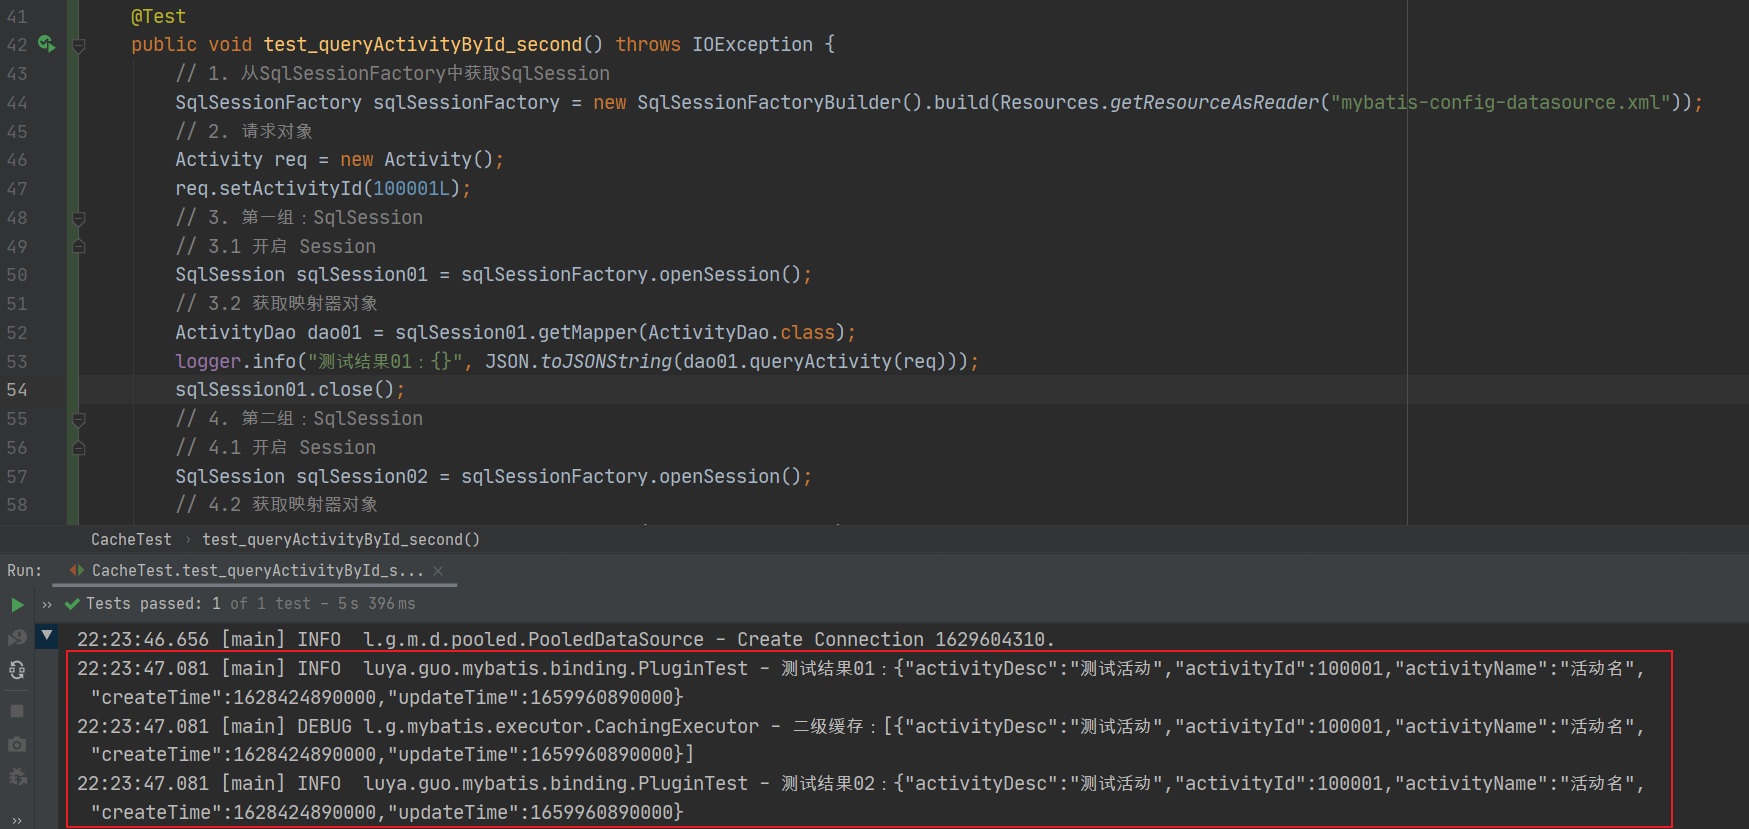 41 @Test
42 public void test_queryActivityById_second() throws IOException {
43 // 1. 从SqlSessionFactory中获取SqlSession
44 SqlSessionFactory sqlSessionFactory = new SqlSessionFactoryBuilder().build(Resources.getResourceAsReader("mybatis-config-datasource.xml"));
45 // 2. 请求对象
46 Activity req = new Activity();
47 req.setActivityId(100001L);
48 // 3. 第一组：SqlSession
49 // 3.1 开启 Session
50 SqlSession sqlSession01 = sqlSessionFactory.openSession();
51 // 3.2 获取映射器对象
52 ActivityDao dao01 = sqlSession01.getMapper(ActivityDao.class);
53 logger.info("测试结果01：{}", JSON.toJSONString(dao01.queryActivity(req)));
54 sqlSession01.close();
55 // 4. 第二组：SqlSession
56 // 4.1 开启 Session
57 SqlSession sqlSession02 = sqlSessionFactory.openSession();
58 // 4.2 获取映射器对象
CacheTest › test_queryActivityById_second()
Run: CacheTest.test_queryActivityById_s... ×
» Tests passed: 1 of 1 test – 5 s 396 ms
22:23:46.656 [main] INFO  l.g.m.d.pooled.PooledDataSource - Create Connection 1629604310.
22:23:47.081 [main] INFO  luya.guo.mybatis.binding.PluginTest - 测试结果01：{"activityDesc":"测试活动","activityId":100001,"activityName":"活动名",
"createTime":1628424890000,"updateTime":1659960890000}
22:23:47.081 [main] DEBUG l.g.mybatis.executor.CachingExecutor - 二级缓存：[{"activityDesc":"测试活动","activityId":100001,"activityName":"活动名",
"createTime":1628424890000,"updateTime":1659960890000}]
22:23:47.081 [main] INFO  luya.guo.mybatis.binding.PluginTest - 测试结果02：{"activityDesc":"测试活动","activityId":100001,"activityName":"活动名",
"createTime":1628424890000,"updateTime":1659960890000}
»